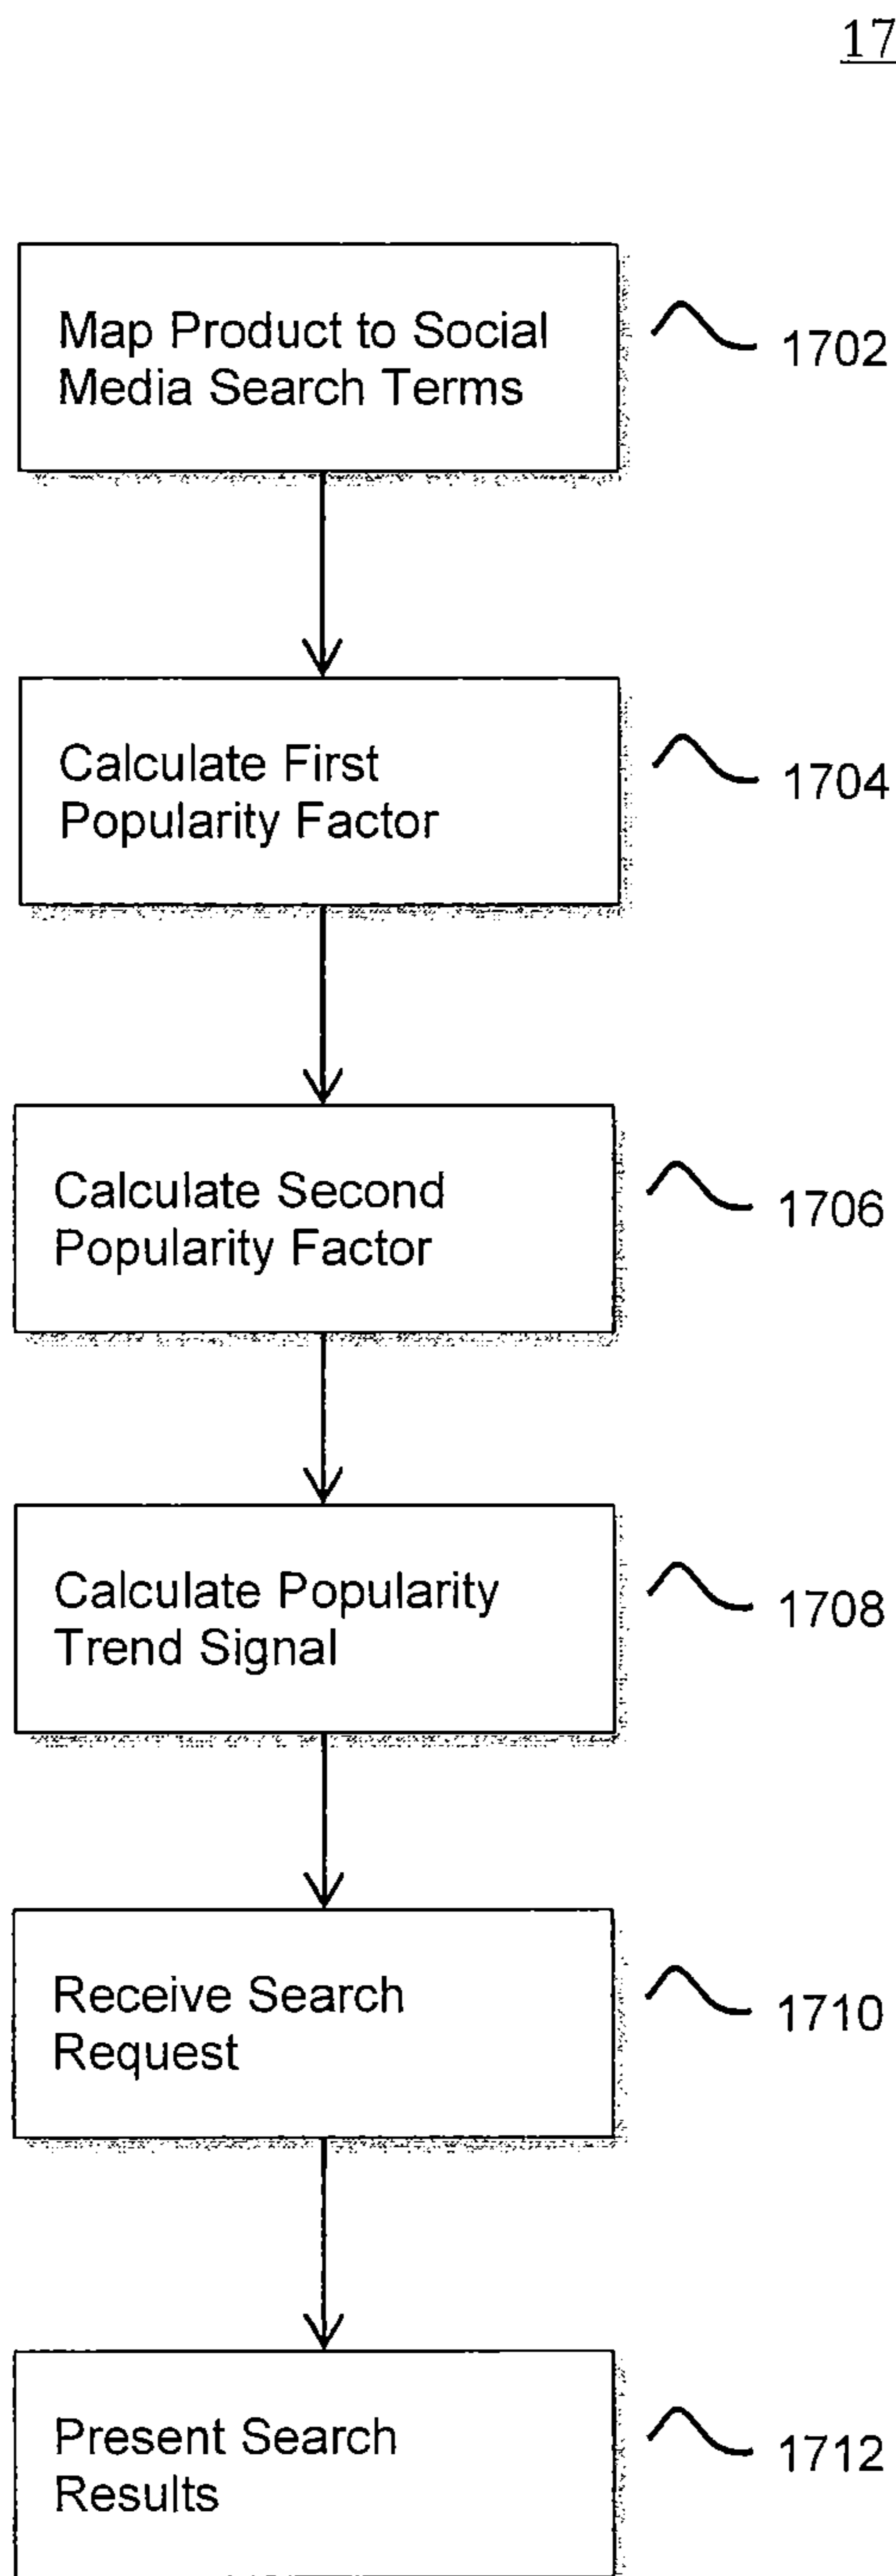 17
Map Product to Social
Media Search Terms
1702
Calculate First
Popularity Factor
1704
Calculate Second
Popularity Factor
1706
Calculate Popularity
Trend Signal
1708
Receive Search
Request
1710
Present Search
Results
1712